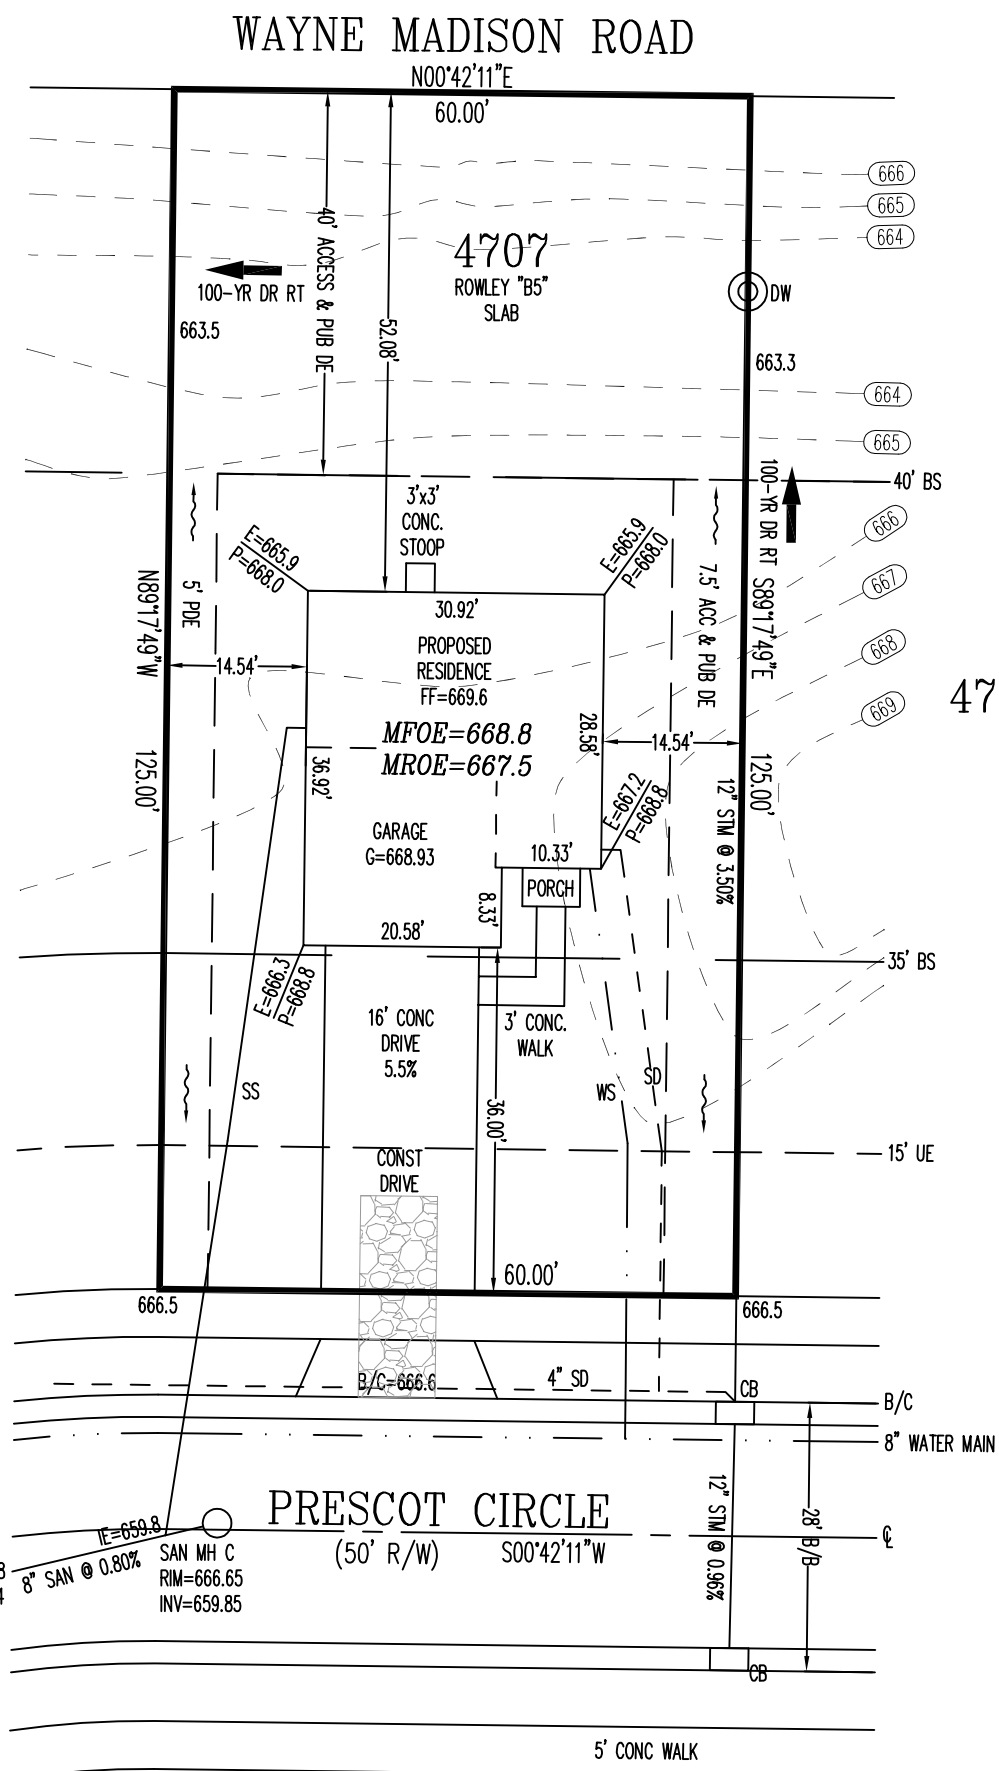 WAYNE MADISON ROAD
N00°42'11"E
60.00'
666
665
664
40' ACCESS & PUB DE
52.08'
4707
ROWLEY "B5"
SLAB
100-YR DR RT
DW
663.5
663.3
664
665
40' BS
100-YR DR RT
3'x3'
CONC.
STOOP
666
E=665.9
P=668.0
E=665.9
P=668.0
N89°17'49"W
5' PDE
30.92'
7.5' ACC & PUB DE
S89°17'49"E
667
PROPOSED
RESIDENCE
FF=669.6
668
14.54'
669
47
MFOE=668.8
MROE=667.5
28.58'
14.54'
125.00'
36.92'
E=667.2
P=668.8
12" STM @ 3.50%
125.00'
GARAGE
G=668.93
10.33'
PORCH
8.33'
20.58'
35' BS
E=666.3
P=668.8
16' CONC
DRIVE
5.5%
3' CONC.
WALK
SS
WS
SD
36.00'
15' UE
CONST
DRIVE
60.00'
666.5
666.5
B/C=666.6
4" SD
CB
B/C
8" WATER MAIN
PRESCOT CIRCLE
(50' R/W)
S00°42'11"W
12" STM @ 0.96%
28' B/B
℄
IE=659.8
8" SAN @ 0.80%
SAN MH C
RIM=666.65
INV=659.85
CB
5' CONC WALK